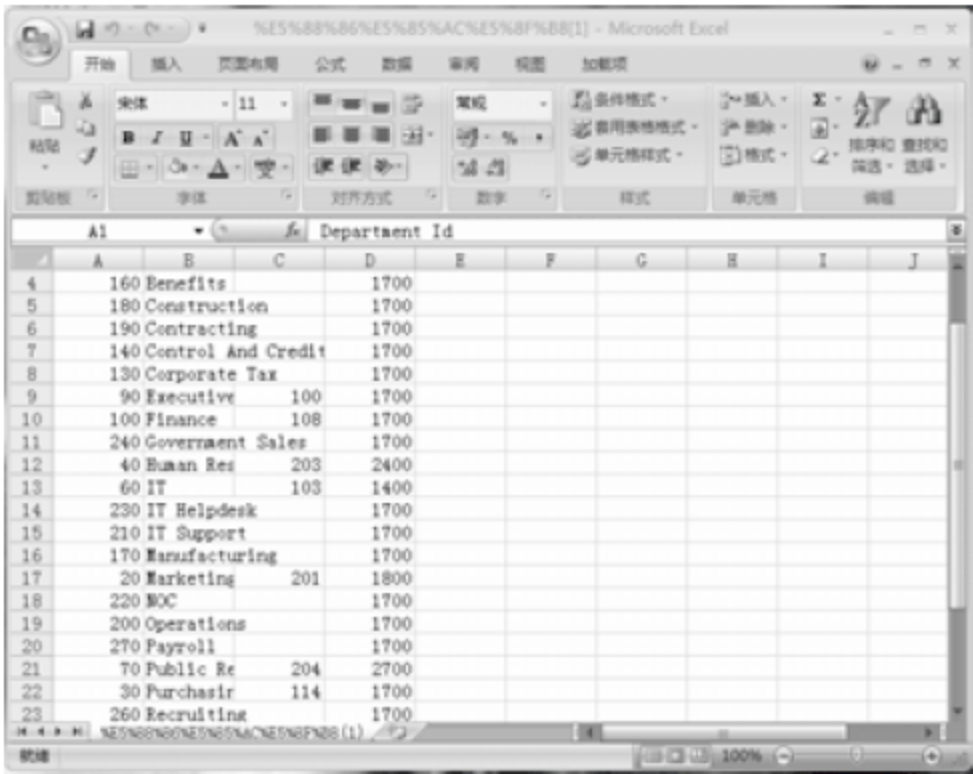 %E5%88%86%E5%85%AC%E5%8F%B8[1] - Microsoft Excel
开始 插入 页面布局 公式 数据 审阅 视图 加载项
宋体 11 常规 条件格式 插入 Σ
B I U A A % 套用表格格式 删除
粘贴 A 单元格样式 格式 排序和筛选 查找和选择
剪贴板 字体 对齐方式 数字 样式 单元格 编辑
A1 fx Department Id
A B C D E F G H I J
4 160 Benefits 1700
5 180 Construction 1700
6 190 Contracting 1700
7 140 Control And Credit 1700
8 130 Corporate Tax 1700
9 90 Executive 100 1700
10 100 Finance 108 1700
11 240 Government Sales 1700
12 40 Human Res 203 2400
13 60 IT 103 1400
14 230 IT Helpdesk 1700
15 210 IT Support 1700
16 170 Manufacturing 1700
17 20 Marketing 201 1800
18 220 NOC 1700
19 200 Operations 1700
20 270 Payroll 1700
21 70 Public Re 204 2700
22 30 Purchasir 114 1700
23 260 Recruiting 1700
%E5%88%86%E5%85%AC%E5%8F%B8(1)
就绪 100%